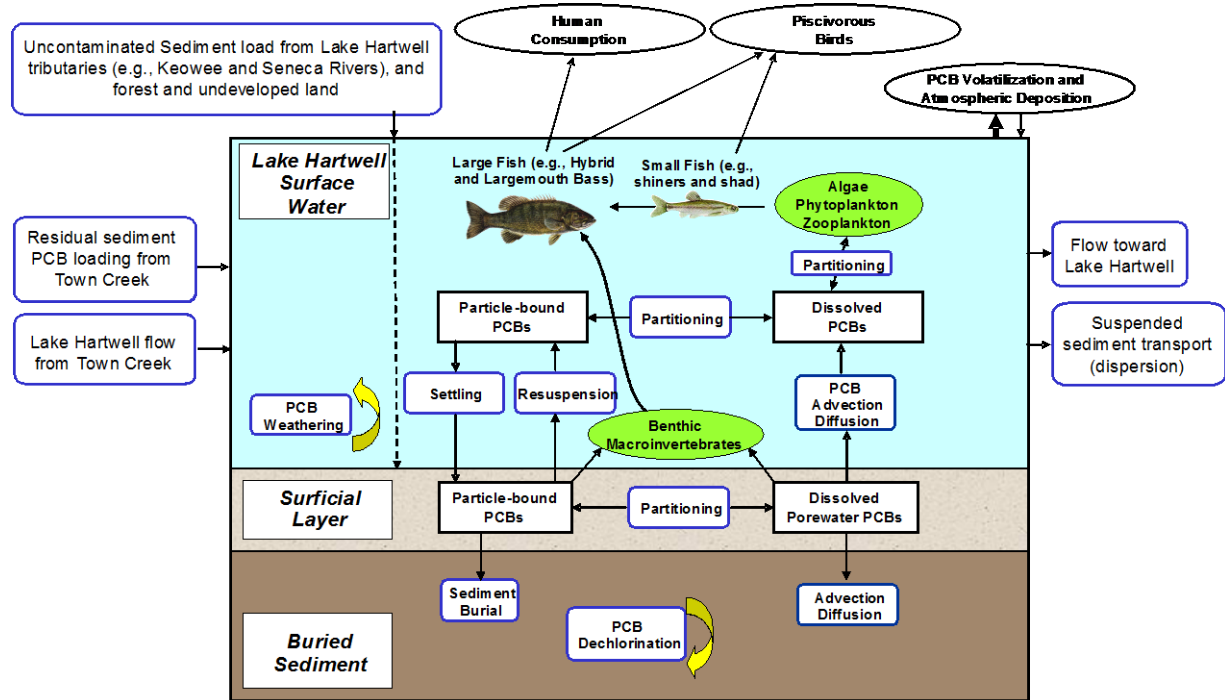 Human
Consumption
Piscivorous
Birds
Uncontaminated Sediment load from Lake Hartwell
tributaries (e.g., Keowee and Seneca Rivers), and
forest and undeveloped land
PCB Volatilization and
Atmospheric Deposition
Lake Hartwell
Surface
Water
Large Fish (e.g., Hybrid
and Largemouth Bass)
Small Fish (e.g.,
shiners and shad)
Algae
Phytoplankton
Zooplankton
Residual sediment
PCB loading from
Town Creek
Partitioning
Flow toward
Lake Hartwell
Particle-bound
PCBs
Partitioning
Dissolved
PCBs
Lake Hartwell flow
from Town Creek
Suspended
sediment transport
(dispersion)
Settling
Resuspension
PCB
Advection
Diffusion
PCB
Weathering
Benthic
Macroinvertebrates
Surficial
Layer
Particle-bound
PCBs
Partitioning
Dissolved
Porewater PCBs
Sediment
Burial
Advection
Diffusion
PCB
Dechlorination
Buried
Sediment